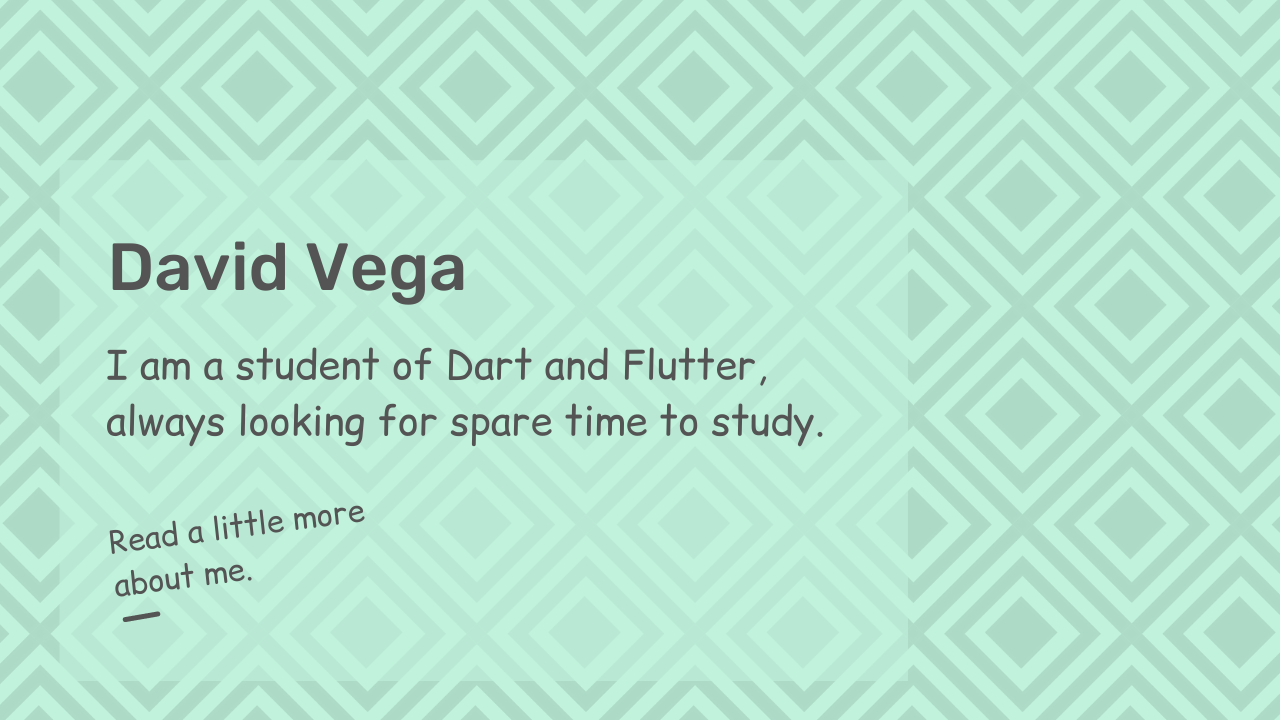 David Vega
I am a student of Dart and Flutter,
always looking for spare time to study.
Read a little more
about me.